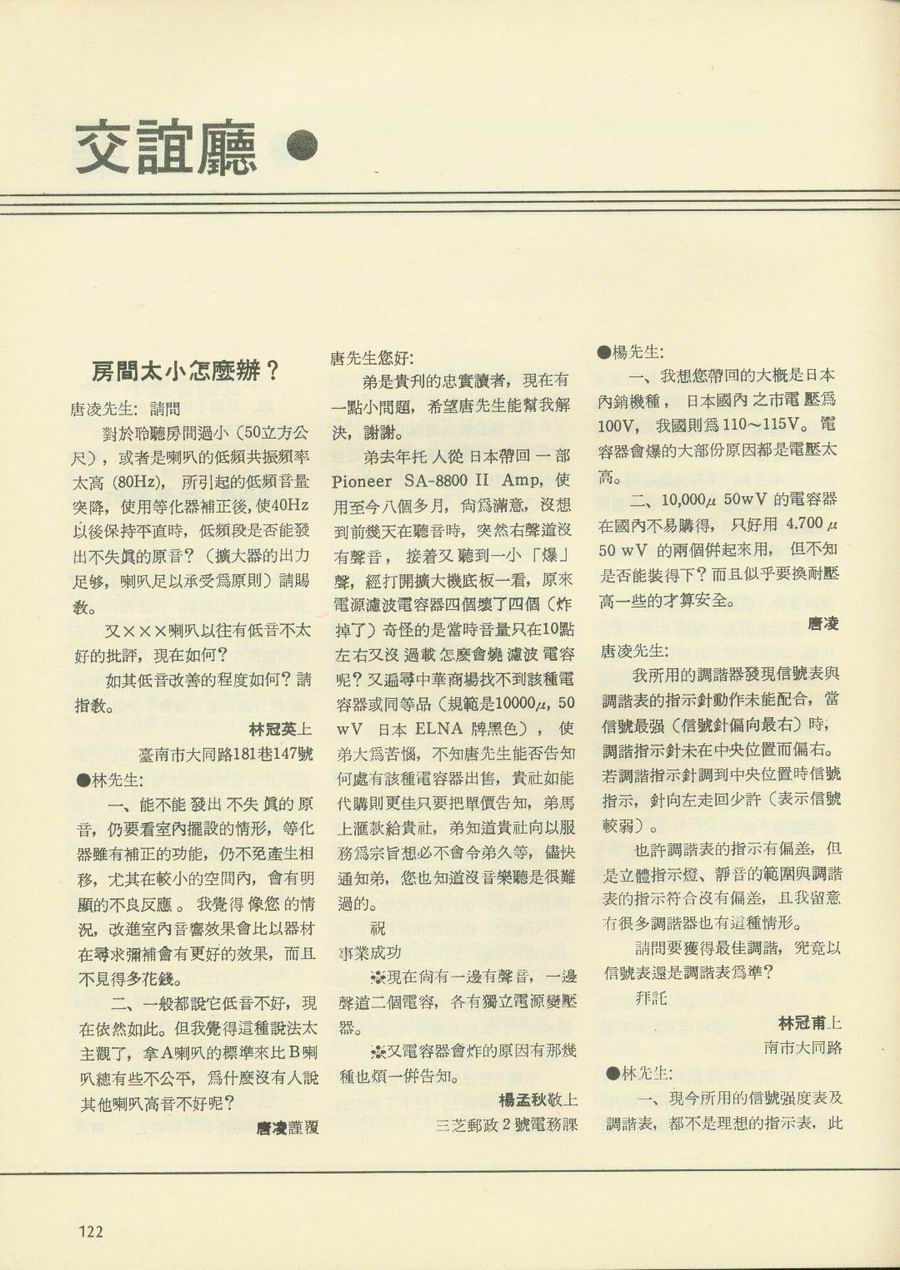 交誼廳●
房間太小怎麼辦？
唐凌先生: 請問
對於聆聽房間過小（50立方公
尺），或者是喇叭的低頻共振頻率
太高 (80Hz), 所引起的低頻音量
突降，使用等化器補正後, 使40Hz
以後保持平直時，低頻段是否能發
出不失眞的原音？（擴大器的出力
足够，喇叭足以承受爲原則）請賜
敎。
又×××喇叭以往有低音不太
好的批評，現在如何？
如其低音改善的程度如何？請
指敎。
林冠英上
臺南市大同路181巷147號
●林先生:
一、能不能發出不失眞的原
音，仍要看室內擺設的情形，等化
器雖有補正的功能，仍不免產生相
移，尤其在較小的空間內，會有明
顯的不良反應。我覺得像您的情
況，改進室內音響效果會比以器材
在尋求彌補會有更好的效果，而且
不見得多花錢。
二、一般都說它低音不好，現
在依然如此。但我覺得這種說法太
主觀了，拿A喇叭的標準來比B喇
叭總有些不公平，爲什麼沒有人說
其他喇叭高音不好呢？
唐凌謹覆
唐先生您好:
弟是貴刋的忠實讀者，現在有
一點小問題，希望唐先生能幫我解
決，謝謝。
弟去年托人從日本帶回一部
Pioneer SA-8800 II Amp, 使
用至今八個多月，尙爲滿意，沒想
到前幾天在聽音時，突然右聲道沒
有聲音，接着又聽到一小「爆」
聲，經打開擴大機底板一看，原來
電源濾波電容器四個壞了四個（炸
掉了）奇怪的是當時音量只在10點
左右又沒過載怎麽會燒濾波電容
呢？又遍尋中華商場找不到該種電
容器或同等品（規範是10000μ, 50
wV 日本 ELNA 牌黑色），使
弟大爲苦惱，不知唐先生能否告知
何處有該種電容器出售，貴社如能
代購則更佳只要把單價告知，弟馬
上滙款給貴社，弟知道貴社向以服
務爲宗旨想必不會令弟久等，儘快
通知弟，您也知道沒音樂聽是很難
過的。
祝
事業成功
※現在尙有一邊有聲音，一邊
聲道二個電容，各有獨立電源變壓
器。
※又電容器會炸的原因有那幾
種也煩一倂告知。
楊孟秋敬上
三芝郵政2號電務課
●楊先生:
一、我想您帶回的大槪是日本
內銷機種，日本國內之市電壓爲
100V，我國則爲110～115V。電
容器會爆的大部份原因都是電壓太
高。
二、10,000μ 50wV 的電容器
在國內不易購得，只好用 4.700 μ
50 wV 的兩個倂起來用，但不知
是否能裝得下？而且似乎要換耐壓
高一些的才算安全。
唐凌
唐凌先生:
我所用的調諧器發現信號表與
調諧表的指示針動作未能配合，當
信號最强（信號針偏向最右）時，
調諧指示針未在中央位置而偏右。
若調諧指示針調到中央位置時信號
指示，針向左走回少許（表示信號
較弱）。
也許調諧表的指示有偏差，但
是立體指示燈、靜音的範圍與調諧
表的指示符合沒有偏差，且我留意
有很多調諧器也有這種情形。
請問要獲得最佳調諧，究竟以
信號表還是調諧表爲準？
拜託
林冠甫上
南市大同路
●林先生:
一、現今所用的信號强度表及
調諧表，都不是理想的指示表，此
122